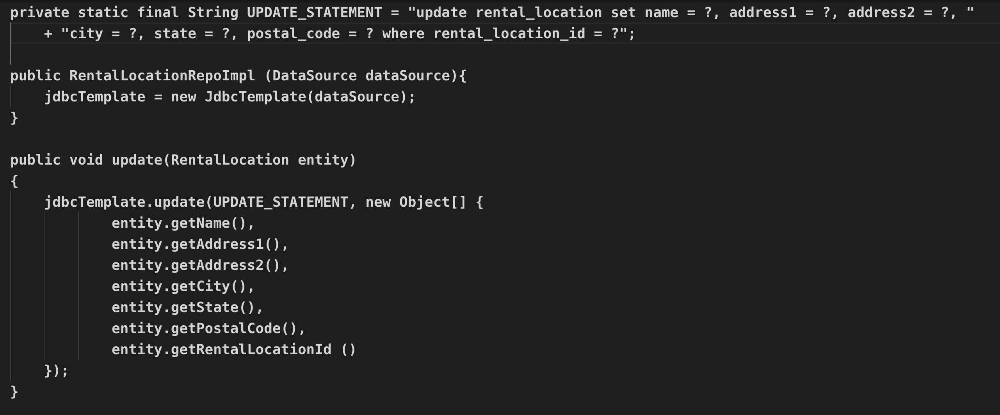 private static final String UPDATE_STATEMENT = "update rental_location set name = ?, address1 = ?, address2 = ?, "
    + "city = ?, state = ?, postal_code = ? where rental_location_id = ?";

public RentalLocationRepoImpl (DataSource dataSource){
    jdbcTemplate = new JdbcTemplate(dataSource);
}

public void update(RentalLocation entity)
{
    jdbcTemplate.update(UPDATE_STATEMENT, new Object[] {
            entity.getName(),
            entity.getAddress1(),
            entity.getAddress2(),
            entity.getCity(),
            entity.getState(),
            entity.getPostalCode(),
            entity.getRentalLocationId ()
    });
}